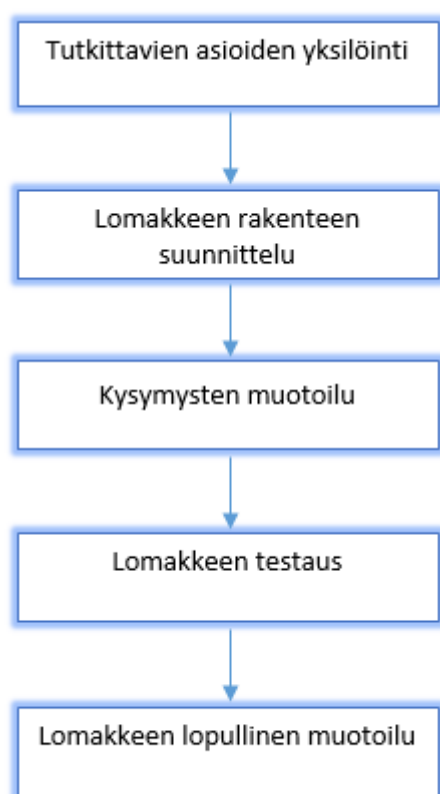 Tutkittavien asioiden yksilöinti
Lomakkeen rakenteen
suunnittelu
Kysymysten muotoilu
Lomakkeen testaus
Lomakkeen lopullinen muotoilu